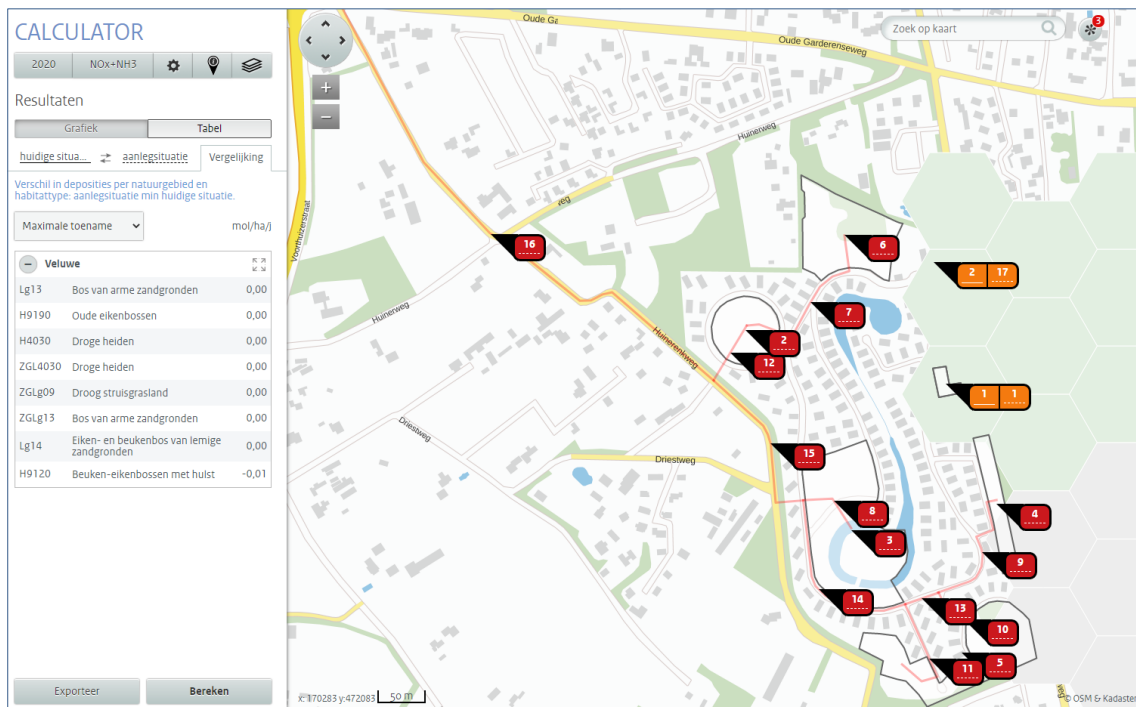 CALCULATOR
2020
NOx+NH3
Resultaten
Grafiek
Tabel
huidige situa...
aanlegsituatie
Vergelijking
Verschil in deposities per natuurgebied en
habitattype: aanlegsituatie min huidige situatie.
Maximale toename
mol/ha/j
Veluwe
Lg13 Bos van arme zandgronden 0,00
H9190 Oude eikenbossen 0,00
H4030 Droge heiden 0,00
ZGL4030 Droge heiden 0,00
ZGLg09 Droog struisgrasland 0,00
ZGLg13 Bos van arme zandgronden 0,00
Lg14 Eiken- en beukenbos van lemige
zandgronden 0,00
H9120 Beuken-eikenbossen met hulst -0,01
Exporteer
Bereken
Oude Ga
Oude Garderenseweg
Zoek op kaart
3
Huinerweg
weg
Voorthuizerstraat
16
6
2 17
Huinerweg
7
Huinerenkweg
2
12
1 1
Driestweg
Driestweg
15
8
4
3
9
14
13
10
11
5
x: 170283 y:472083
50 m
© OSM & Kadaster